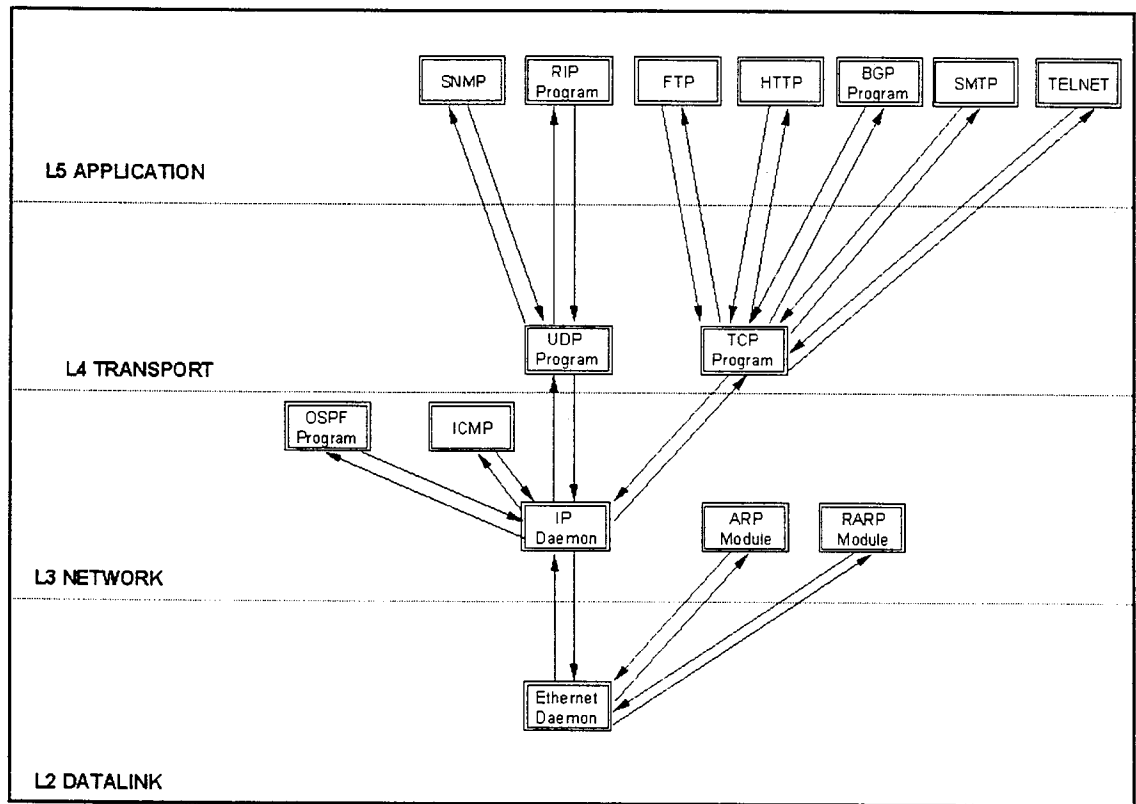 SNMP
RIP
Program
FTP
HTTP
BGP
Program
SMTP
TELNET
L5 APPLICATION
UDP
Program
TCP
Program
L4 TRANSPORT
OSPF
Program
ICMP
IP
Daemon
ARP
Module
RARP
Module
L3 NETWORK
Ethernet
Daemon
L2 DATALINK